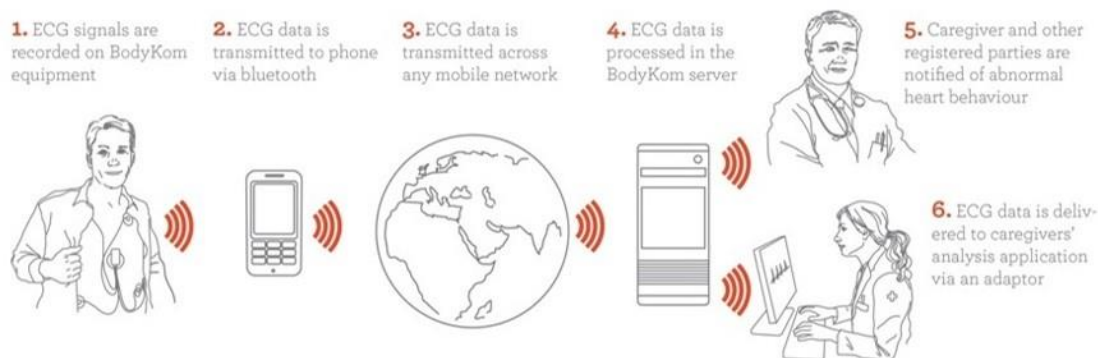 1. ECG signals are
recorded on BodyKom
equipment
2. ECG data is
transmitted to phone
via bluetooth
3. ECG data is
transmitted across
any mobile network
4. ECG data is
processed in the
BodyKom server
5. Caregiver and other
registered parties are
notified of abnormal
heart behaviour
6. ECG data is deliv-
ered to caregivers'
analysis application
via an adaptor